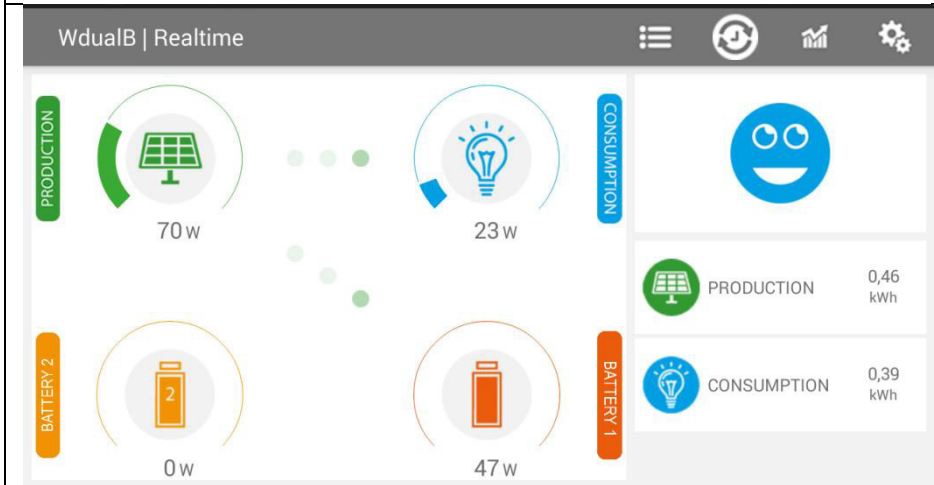 WdualB | Realtime
PRODUCTION
70 W
CONSUMPTION
23 W
BATTERY 2
2
0 W
BATTERY 1
47 W
PRODUCTION
0,46
kWh
CONSUMPTION
0,39
kWh